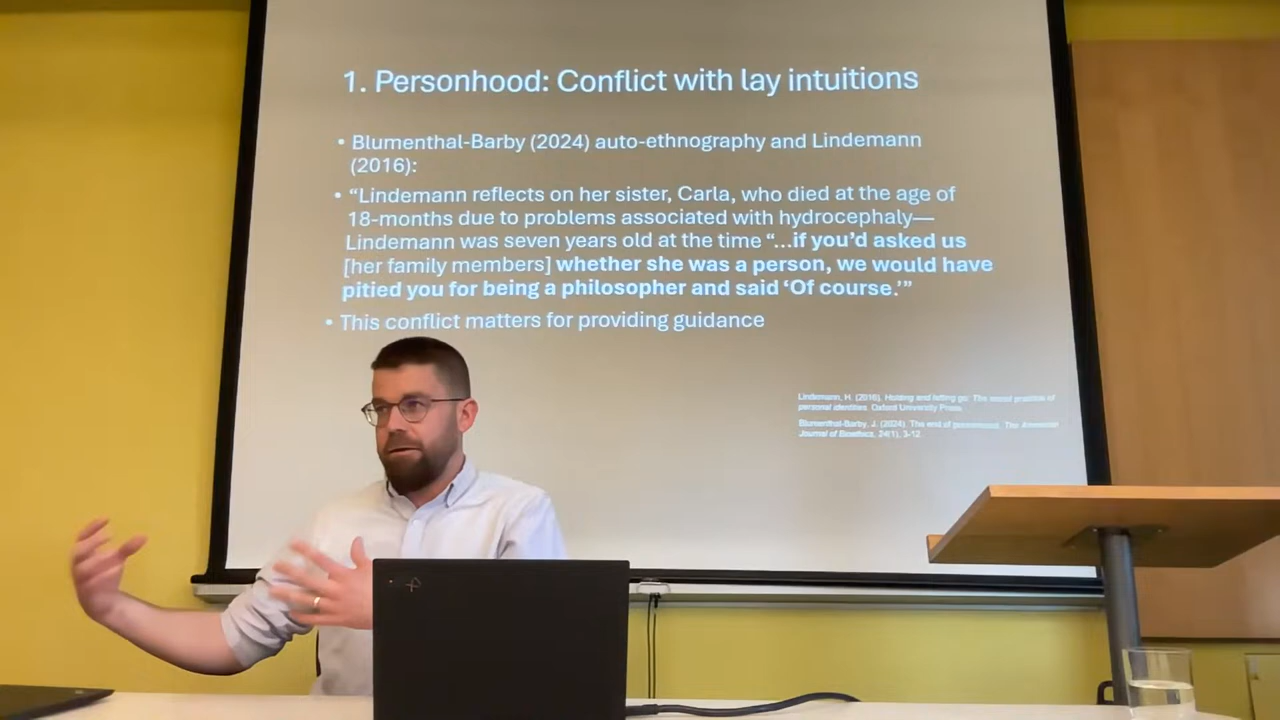 1. Personhood: Conflict with lay intuitions
• Blumenthal-Barby (2024) auto-ethnography and Lindemann
(2016):
• “Lindemann reflects on her sister, Carla, who died at the age of
18-months due to problems associated with hydrocephaly—
Lindemann was seven years old at the time “...if you’d asked us
[her family members] whether she was a person, we would have
pitied you for being a philosopher and said ‘Of course.’”
• This conflict matters for providing guidance
Lindemann, H. (2016). Holding and letting go: The social practice of
personal identities. Oxford University Press.
Blumenthal-Barby, J. (2024). The end of personhood. The American
Journal of Bioethics, 24(1), 3-12